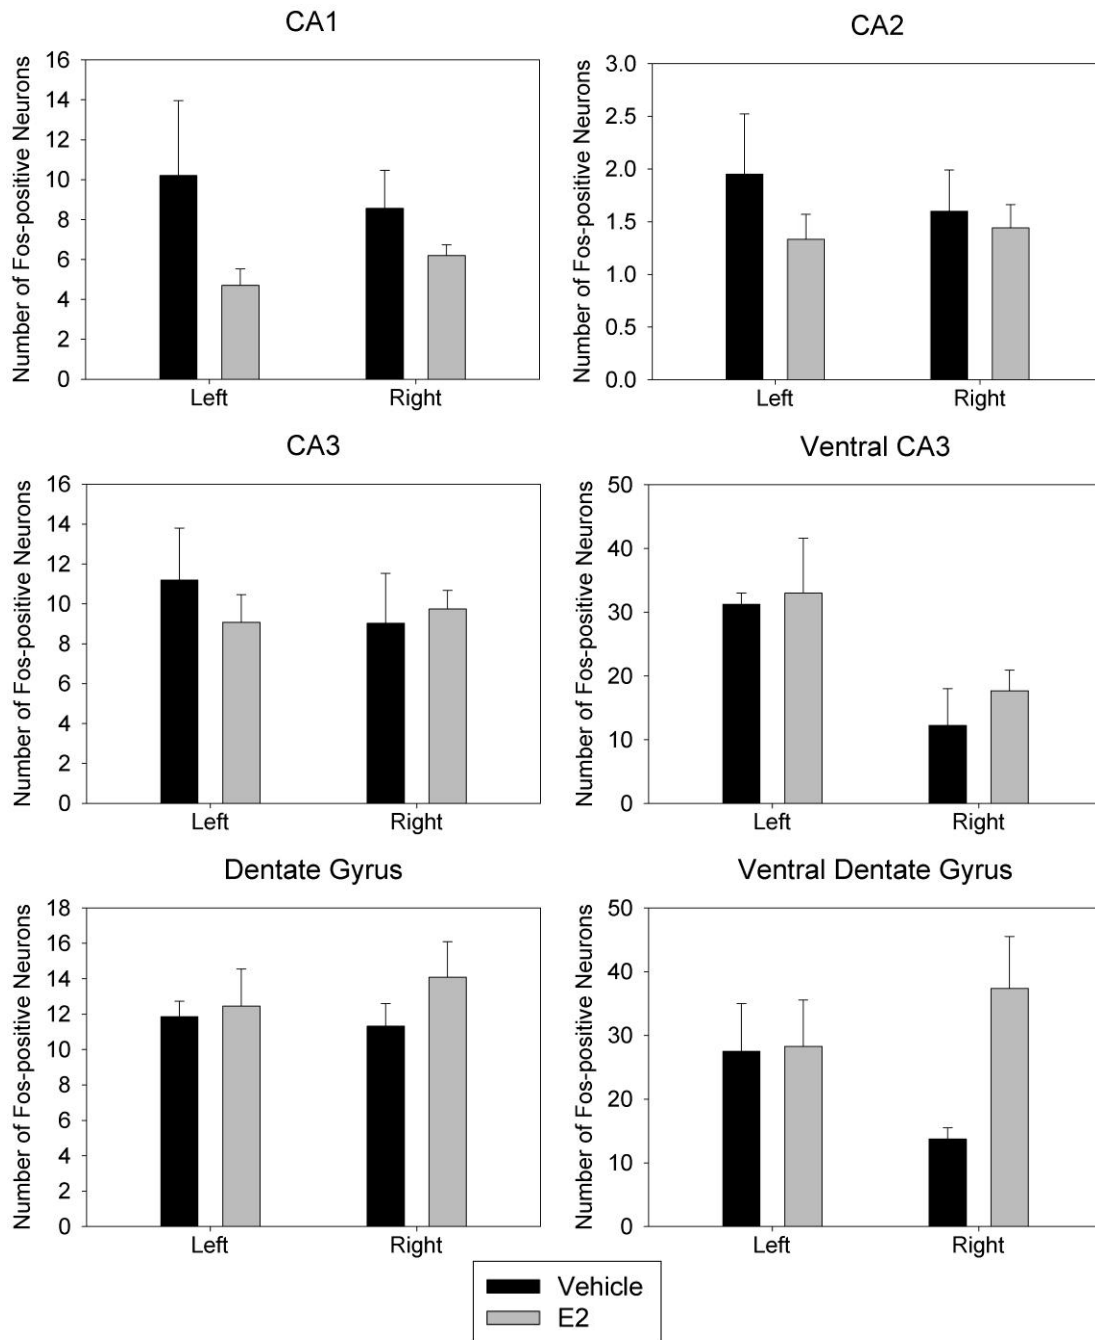 CA1
Number of Fos-positive Neurons
16
14
12
10
8
6
4
2
0
Left Right
CA2
Number of Fos-positive Neurons
3.0
2.5
2.0
1.5
1.0
0.5
0.0
Left Right
CA3
Number of Fos-positive Neurons
16
14
12
10
8
6
4
2
0
Left Right
Ventral CA3
Number of Fos-positive Neurons
50
40
30
20
10
0
Left Right
Dentate Gyrus
Number of Fos-positive Neurons
18
16
14
12
10
8
6
4
2
0
Left Right
Ventral Dentate Gyrus
Number of Fos-positive Neurons
50
40
30
20
10
0
Left Right
Vehicle
E2